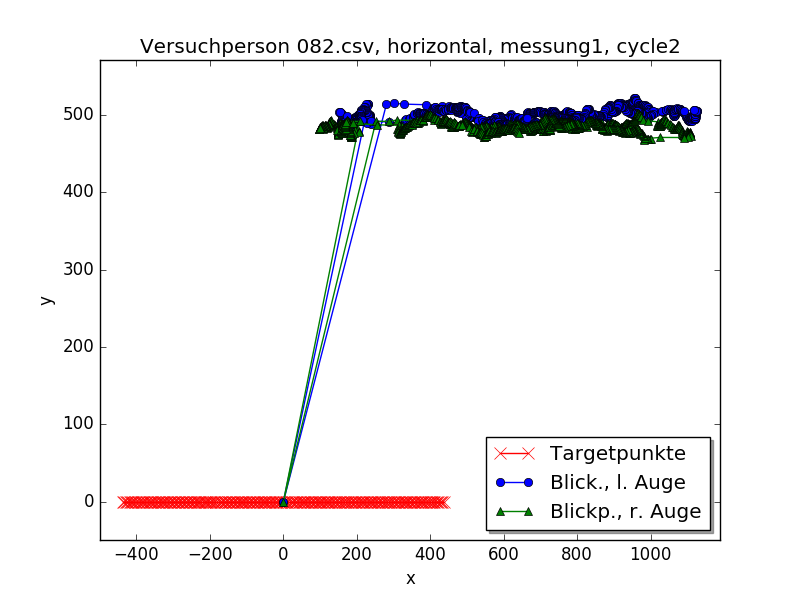 Versuchperson 082.csv, horizontal, messung1, cycle2
500
400
300
200
100
0
y
−400 −200 0 200 400 600 800 1000
x
Targetpunkte
Blick., l. Auge
Blickp., r. Auge